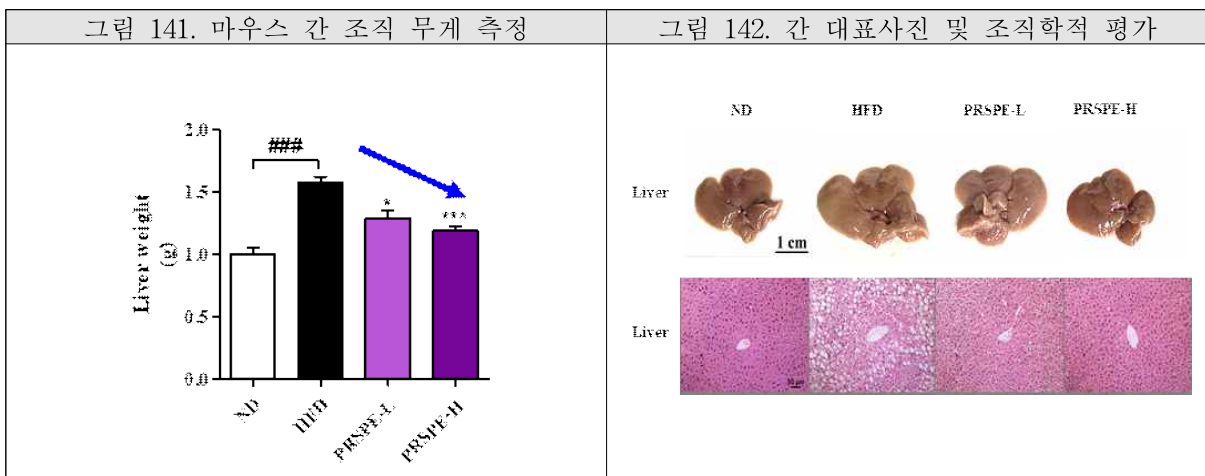 그림 141. 마우스 간 조직 무게 측정
그림 142. 간 대표사진 및 조직학적 평가
2.0
1.5
1.0
0.5
0.0
Liver weight
(g)
###
*
***
ND
HFD
PRSPE-L
PRSPE-H
ND HFD PRSPE-L PRSPE-H
Liver
1 cm
Liver